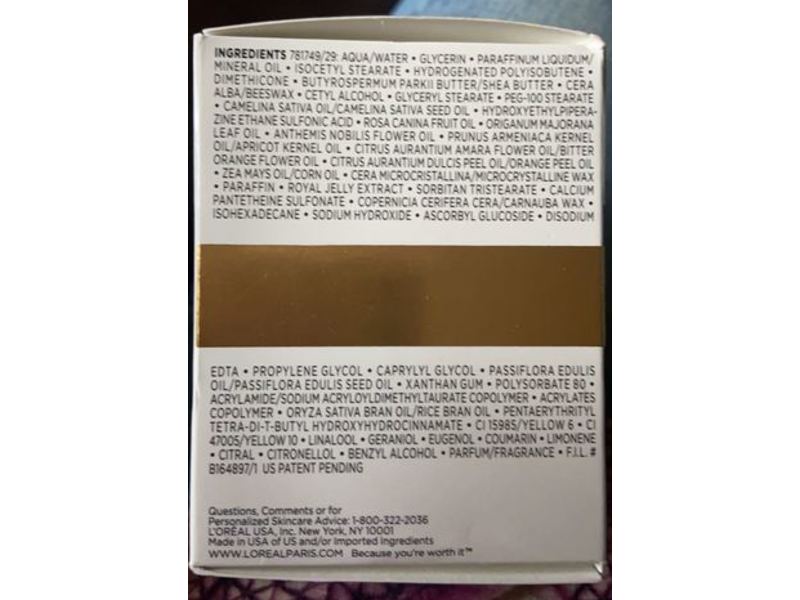 INGREDIENTS 781749/29: AQUA/WATER • GLYCERIN • PARAFFINUM LIQUIDUM/
MINERAL OIL • ISOCETYL STEARATE • HYDROGENATED POLYISOBUTENE •
DIMETHICONE • BUTYROSPERMUM PARKII BUTTER/SHEA BUTTER • CERA
ALBA/BEESWAX • CETYL ALCOHOL • GLYCERYL STEARATE • PEG-100 STEARATE
• CAMELINA SATIVA OIL/CAMELINA SATIVA SEED OIL • HYDROXYETHYLPIPERA-
ZINE ETHANE SULFONIC ACID • ROSA CANINA FRUIT OIL • ORIGANUM MAJORANA
LEAF OIL • ANTHEMIS NOBILIS FLOWER OIL • PRUNUS ARMENIACA KERNEL
OIL/APRICOT KERNEL OIL • CITRUS AURANTIUM AMARA FLOWER OIL/BITTER
ORANGE FLOWER OIL • CITRUS AURANTIUM DULCIS PEEL OIL/ORANGE PEEL OIL
• ZEA MAYS OIL/CORN OIL • CERA MICROCRISTALLINA/MICROCRYSTALLINE WAX
• PARAFFIN • ROYAL JELLY EXTRACT • SORBITAN TRISTEARATE • CALCIUM
PANTETHEINE SULFONATE • COPERNICIA CERIFERA CERA/CARNAUBA WAX •
ISOHEXADECANE • SODIUM HYDROXIDE • ASCORBYL GLUCOSIDE • DISODIUM
EDTA • PROPYLENE GLYCOL • CAPRYLYL GLYCOL • PASSIFLORA EDULIS
OIL/PASSIFLORA EDULIS SEED OIL • XANTHAN GUM • POLYSORBATE 80 •
ACRYLAMIDE/SODIUM ACRYLOYLDIMETHYLTAURATE COPOLYMER • ACRYLATES
COPOLYMER • ORYZA SATIVA BRAN OIL/RICE BRAN OIL • PENTAERYTHRITYL
TETRA-DI-T-BUTYL HYDROXYHYDROCINNAMATE • CI 15985/YELLOW 6 • CI
47005/YELLOW 10 • LINALOOL • GERANIOL • EUGENOL • COUMARIN • LIMONENE
• CITRAL • CITRONELLOL • BENZYL ALCOHOL • PARFUM/FRAGRANCE • F.I.L. #
B164897/1 US PATENT PENDING
Questions, Comments or for
Personalized Skincare Advice: 1-800-322-2036
L'ORÉAL USA, Inc. New York, NY 10001
Made in USA of US and/or Imported Ingredients
WWW.LOREALPARIS.COM Because you're worth it™